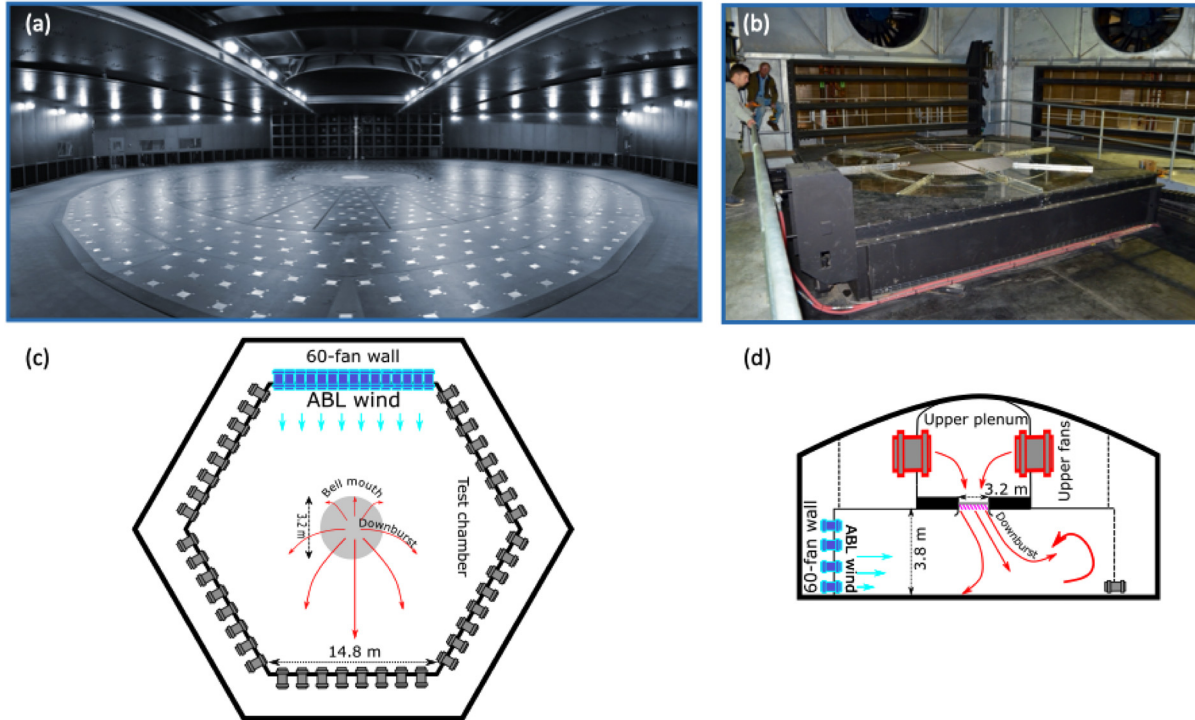 (a)
(b)
(c)
60-fan wall
ABL wind
Bell mouth
3.2 m
Downburst
Test chamber
14.8 m
(d)
Upper plenum
Upper fans
3.2 m
60-fan wall
ABL wind
3.8 m
Downburst